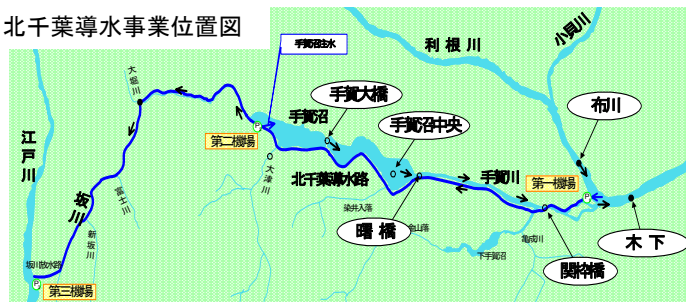 北千葉導水事業位置図
手賀沼注水
利根川
小貝川
大堀川
手賀大橋
布川
手賀沼
手賀沼中央
江戸川
第二機場
大津川
北千葉導水路
手賀川
第一機場
坂川
富士川
染井入落
金山落
曙橋
亀成川
木下
新坂川
下手賀沼
関枠橋
坂川放水路
第三機場
P
P
P